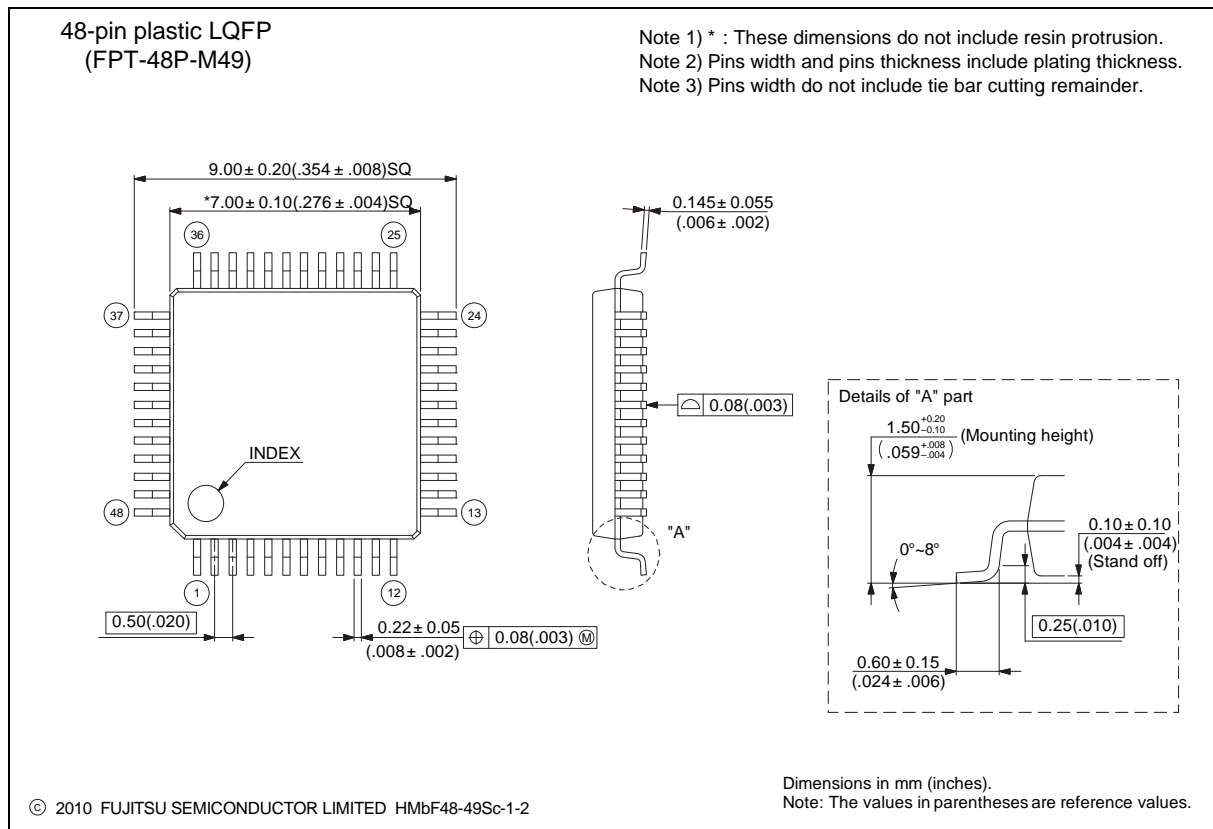 48-pin plastic LQFP
(FPT-48P-M49)
Note 1) * : These dimensions do not include resin protrusion.
Note 2) Pins width and pins thickness include plating thickness.
Note 3) Pins width do not include tie bar cutting remainder.
9.00 ± 0.20(.354 ± .008)SQ
*7.00 ± 0.10(.276 ± .004)SQ
0.145 ± 0.055
(.006 ± .002)
36
25
37
24
0.08(.003)
Details of "A" part
1.50 +0.20 −0.10
(.059 +.008 −.004)
(Mounting height)
INDEX
48
13
"A"
0.10 ± 0.10
(.004 ± .004)
(Stand off)
0°~8°
1
12
0.50(.020)
0.22 ± 0.05
(.008 ± .002)
⌖ 0.08(.003) Ⓜ
0.25(.010)
0.60 ± 0.15
(.024 ± .006)
Dimensions in mm (inches).
Note: The values in parentheses are reference values.
© 2010 FUJITSU SEMICONDUCTOR LIMITED HMbF48-49Sc-1-2